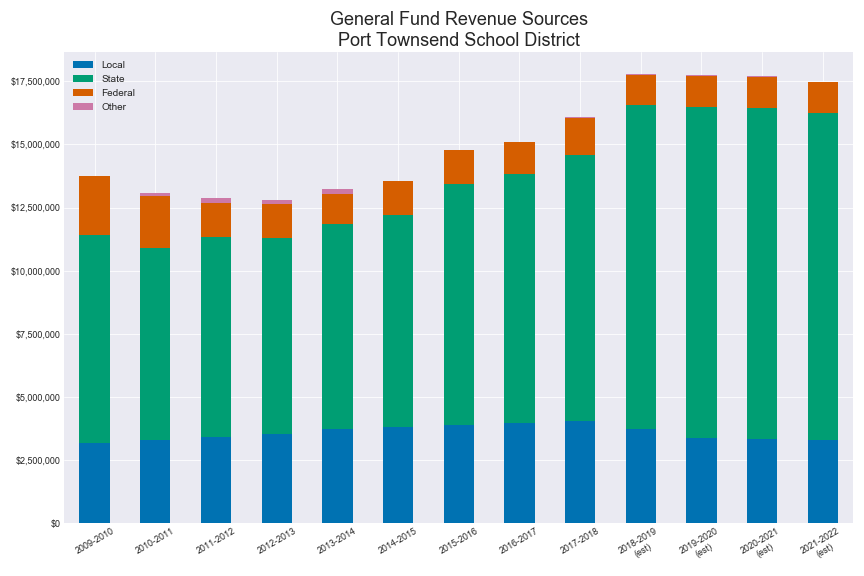 General Fund Revenue Sources
Port Townsend School District
Local
State
Federal
Other
$17,500,000
$15,000,000
$12,500,000
$10,000,000
$7,500,000
$5,000,000
$2,500,000
$0
2009-2010
2010-2011
2011-2012
2012-2013
2013-2014
2014-2015
2015-2016
2016-2017
2017-2018
2018-2019
(est)
2019-2020
(est)
2020-2021
(est)
2021-2022
(est)